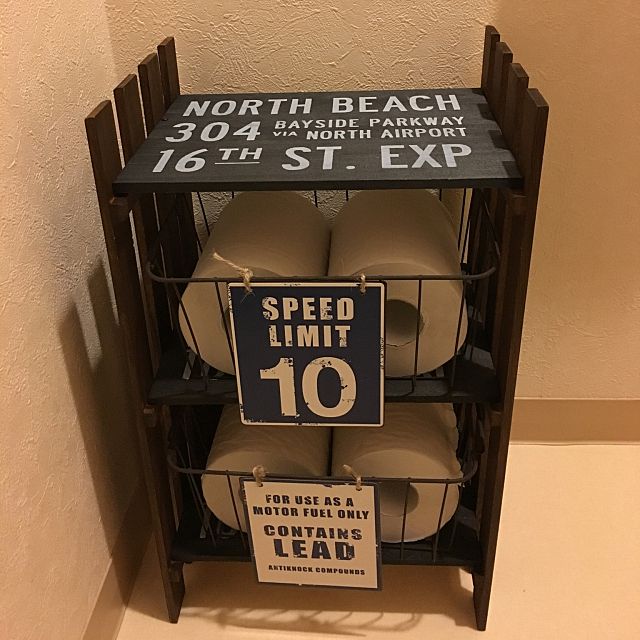 NORTH BEACH
304 BAYSIDE PARKWAY
VIA NORTH AIRPORT
16TH ST. EXP
SPEED
LIMIT
10
FOR USE AS A
MOTOR FUEL ONLY
CONTAINS
LEAD
ANTIKNOCK COMPOUNDS